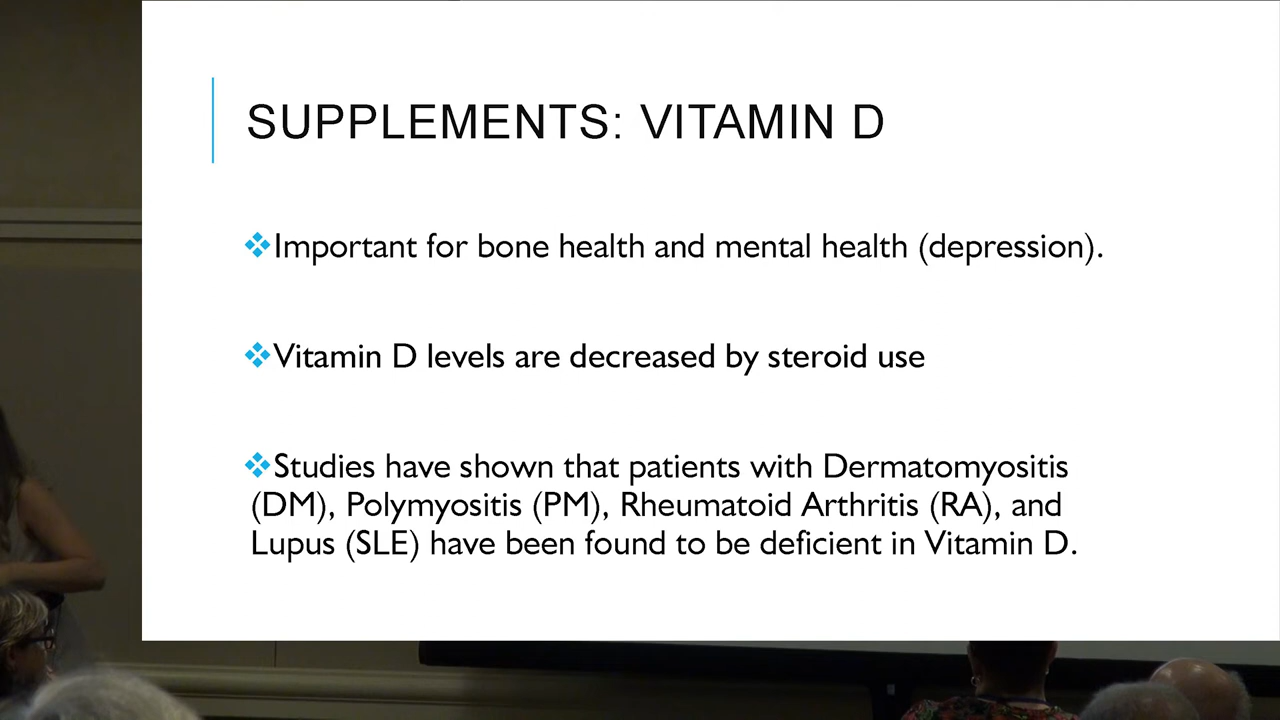 SUPPLEMENTS: VITAMIN D
❖Important for bone health and mental health (depression).
❖Vitamin D levels are decreased by steroid use
❖Studies have shown that patients with Dermatomyositis
(DM), Polymyositis (PM), Rheumatoid Arthritis (RA), and
Lupus (SLE) have been found to be deficient in Vitamin D.